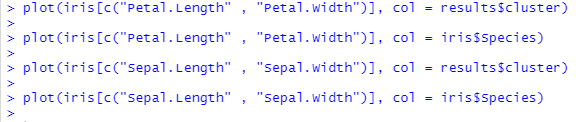 > plot(iris[c("Petal.Length" , "Petal.Width")], col = results$cluster)
>
> plot(iris[c("Petal.Length" , "Petal.Width")], col = iris$Species)
>
> plot(iris[c("Sepal.Length" , "Sepal.Width")], col = results$cluster)
>
> plot(iris[c("Sepal.Length" , "Sepal.Width")], col = iris$Species)
>